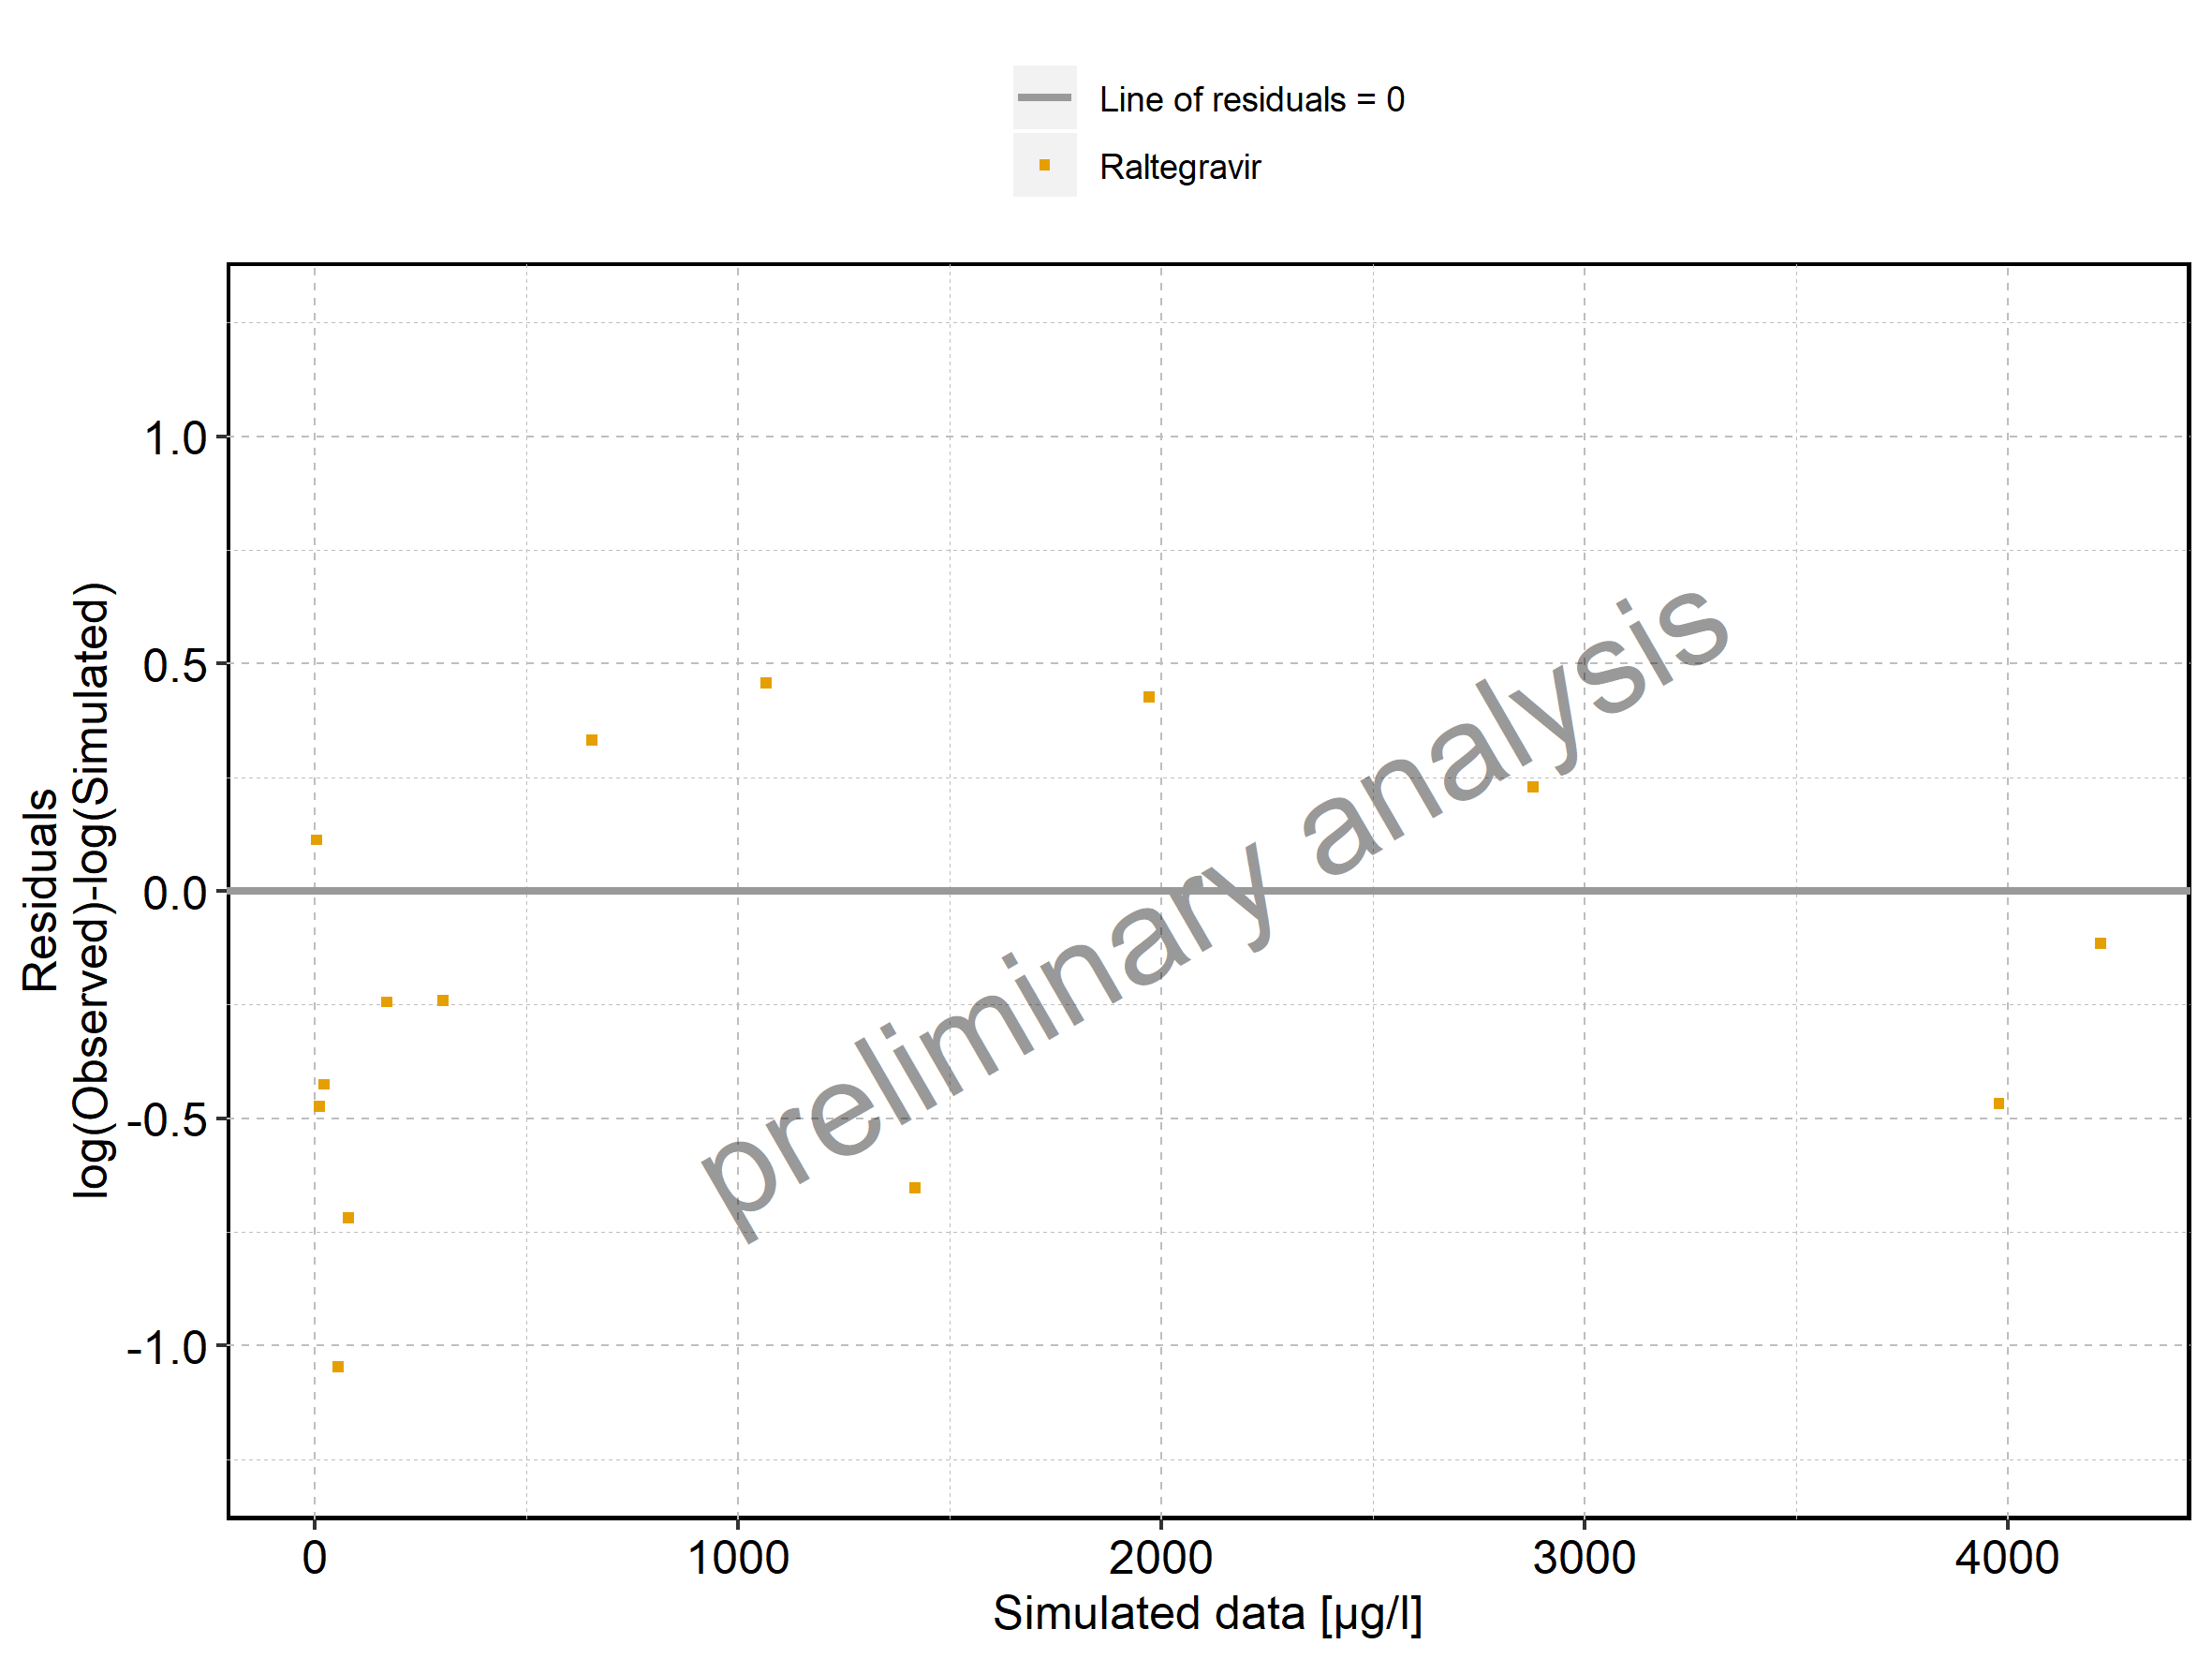 Line of residuals = 0
Raltegravir
Residuals
log(Observed)-log(Simulated)
1.0
0.5
0.0
-0.5
-1.0
preliminary analysis
0 1000 2000 3000 4000
Simulated data [µg/l]